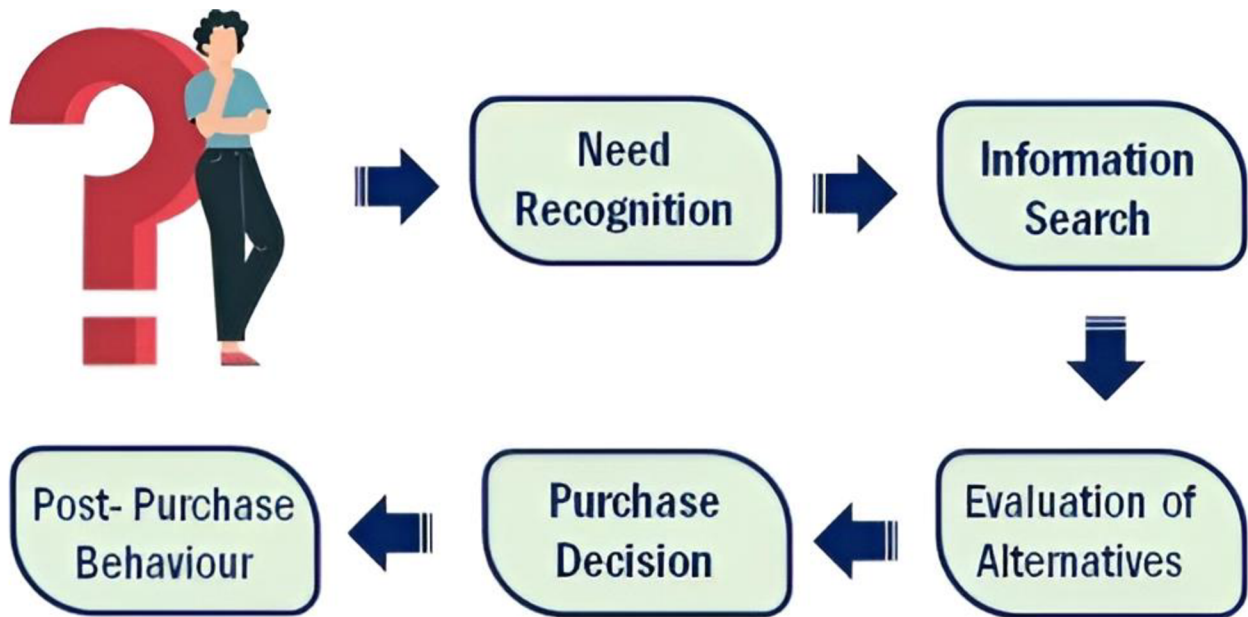 Need
Recognition
Information
Search
Evaluation of
Alternatives
Purchase
Decision
Post- Purchase
Behaviour